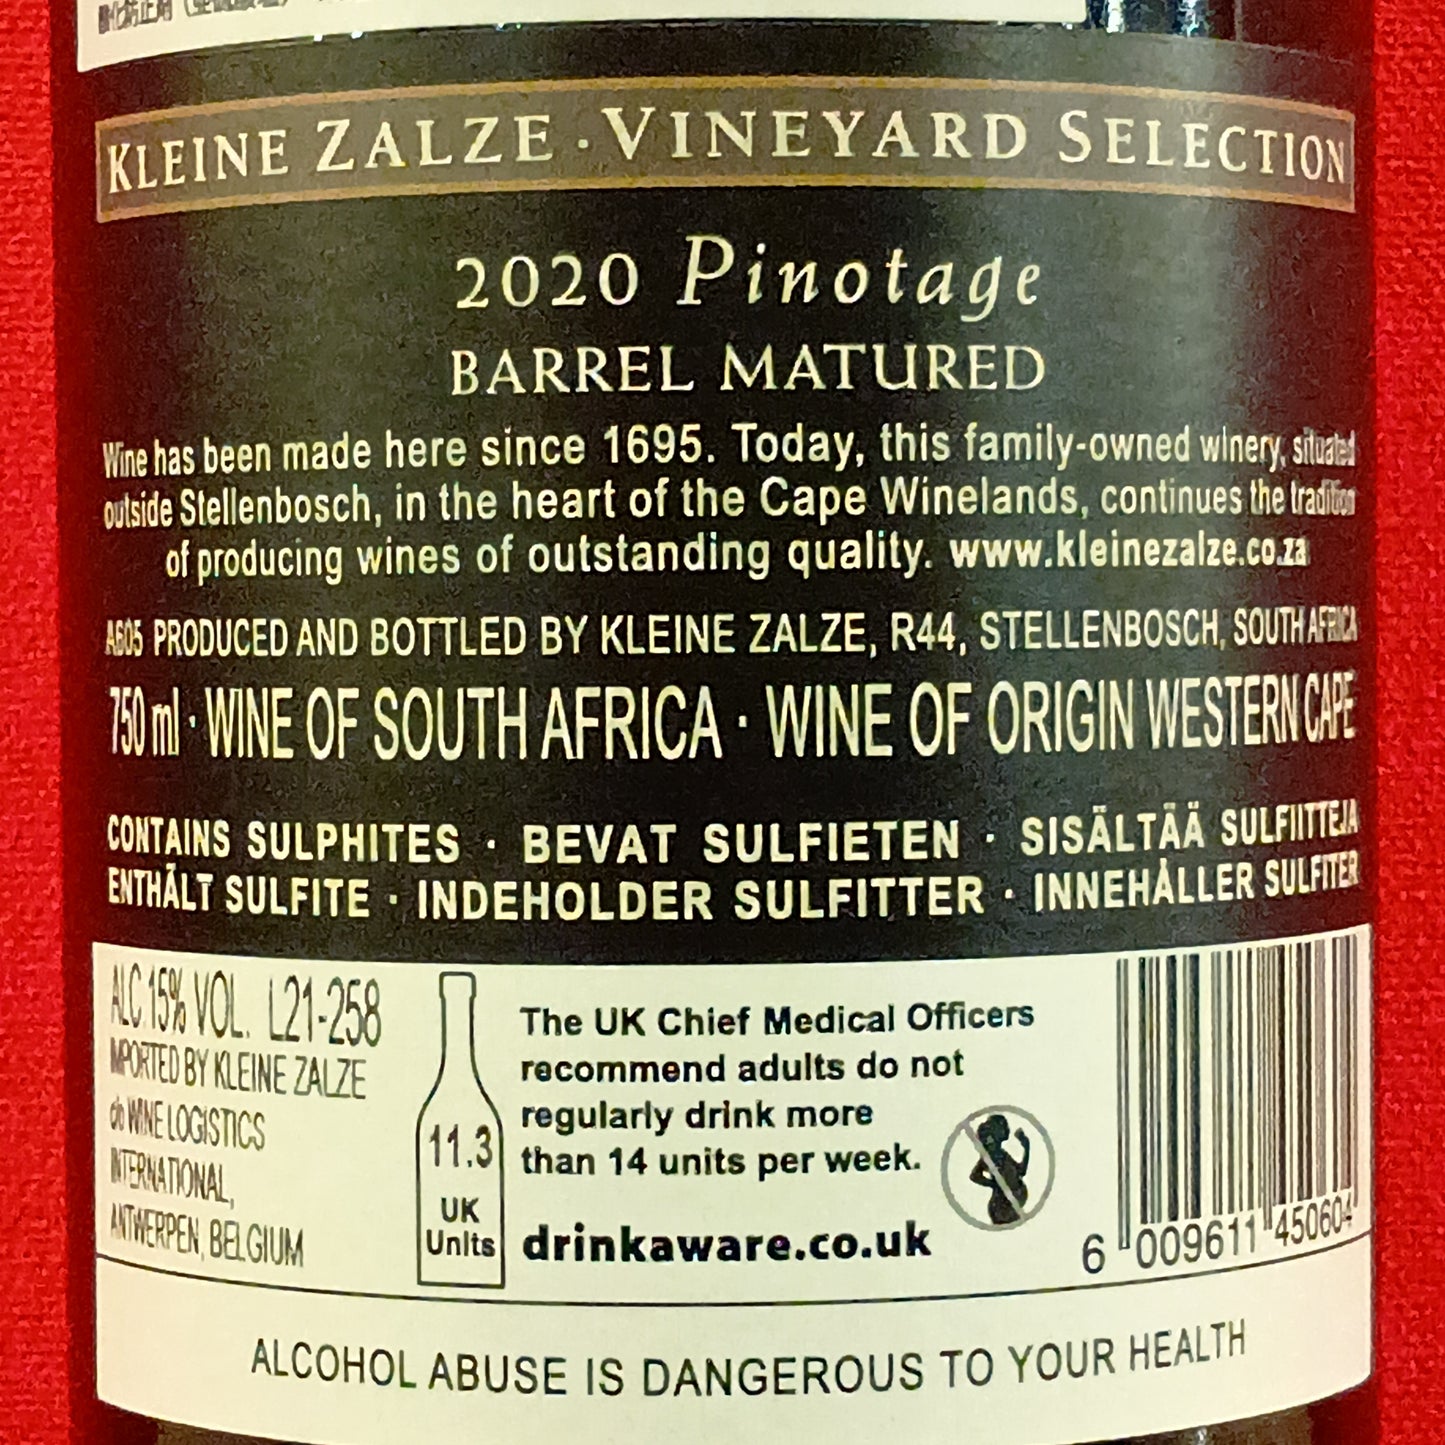 酸化防止剤
KLEINE ZALZE · VINEYARD SELECTION
2020 Pinotage
BARREL MATURED
Wine has been made here since 1695. Today, this family-owned winery, situated
outside Stellenbosch, in the heart of the Cape Winelands, continues the tradition
of producing wines of outstanding quality. www.kleinezalze.co.za
A605 PRODUCED AND BOTTLED BY KLEINE ZALZE, R44, STELLENBOSCH, SOUTH AFRICA
750 ml · WINE OF SOUTH AFRICA · WINE OF ORIGIN WESTERN CAPE
CONTAINS SULPHITES · BEVAT SULFIETEN · SISÄLTÄÄ SULFIITTEJA
ENTHÃLT SULFITE · INDEHOLDER SULFITTER · INNEHÅLLER SULFITER
ALC.15% VOL. L21-258
IMPORTED BY KLEINE ZALZE
c/o WINE LOGISTICS
INTERNATIONAL,
ANTWERPEN, BELGIUM
11.3
UK
Units
The UK Chief Medical Officers
recommend adults do not
regularly drink more
than 14 units per week.
drinkaware.co.uk
6 009611 450604
ALCOHOL ABUSE IS DANGEROUS TO YOUR HEALTH